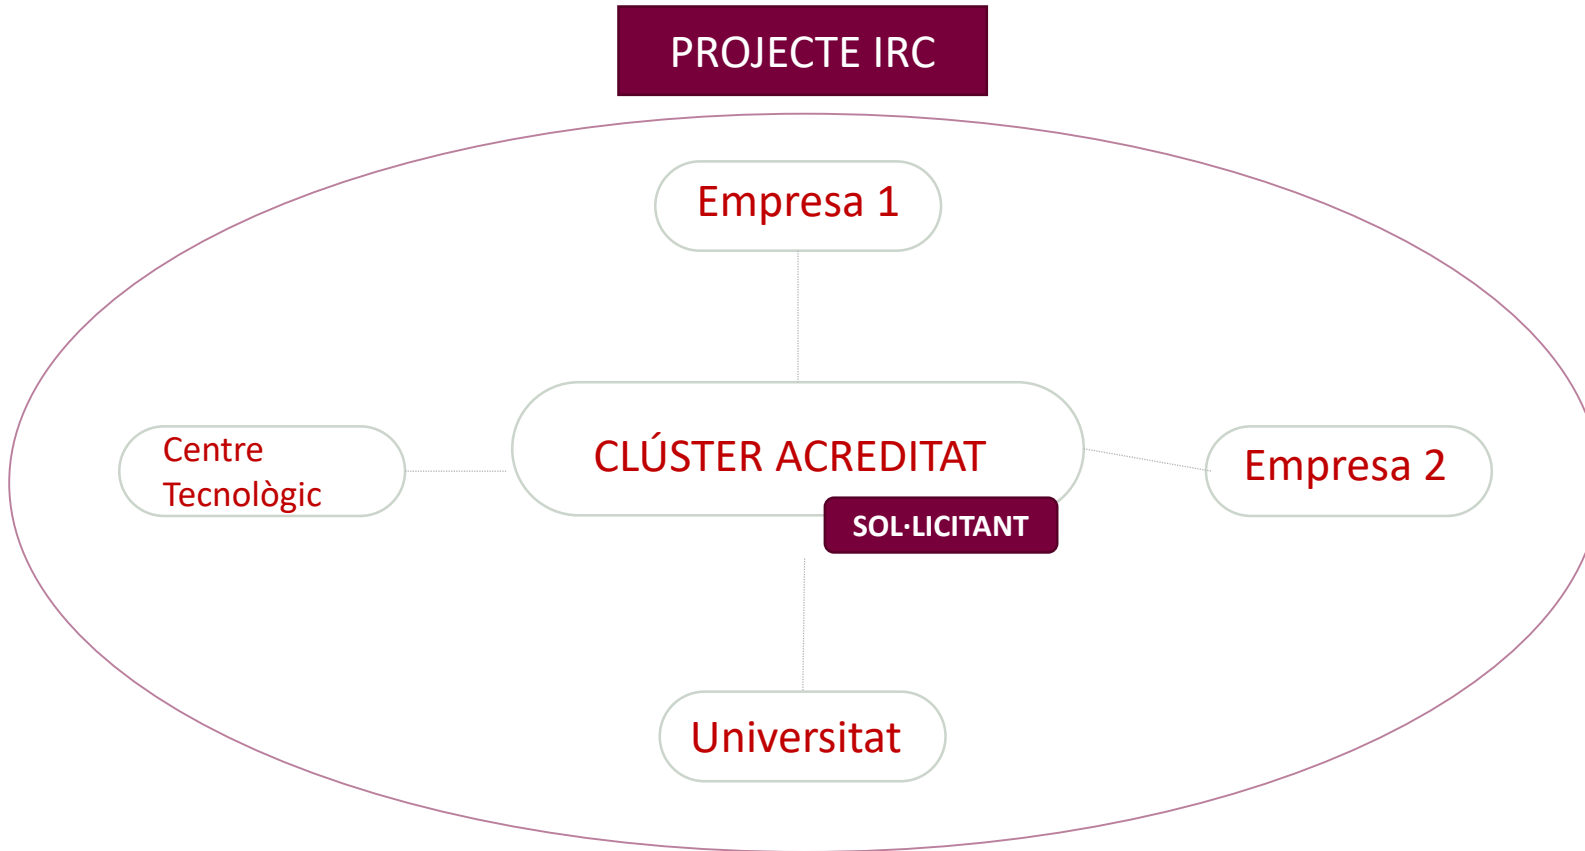 PROJECTE IRC
Empresa 1
Centre
Tecnològic
CLÚSTER ACREDITAT
Empresa 2
SOL·LICITANT
Universitat